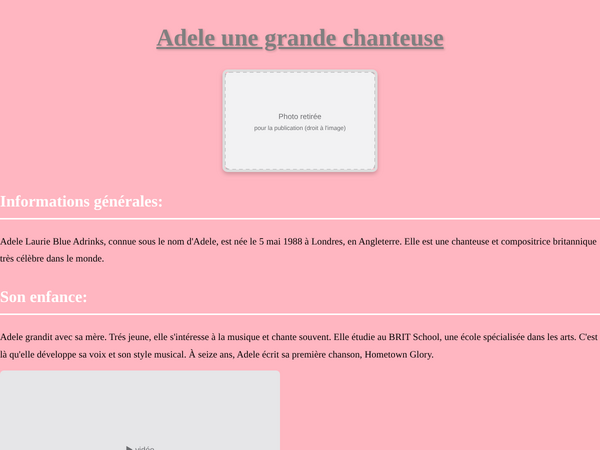 Adele une grande chanteuse
Photo retirée
pour la publication (droit à l'image)
Informations générales:
Adele Laurie Blue Adrinks, connue sous le nom d'Adele, est née le 5 mai 1988 à Londres, en Angleterre. Elle est une chanteuse et compositrice britannique
très célèbre dans le monde.
Son enfance:
Adele grandit avec sa mère. Trés jeune, elle s'intéresse à la musique et chante souvent. Elle étudie au BRIT School, une école spécialisée dans les arts. C'est
là qu'elle développe sa voix et son style musical. À seize ans, Adele écrit sa première chanson, Hometown Glory.
▶ vidéo